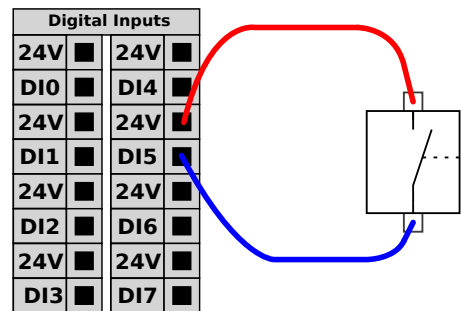 Digital Inputs
24V 24V
DI0 DI4
24V 24V
DI1 DI5
24V 24V
DI2 DI6
24V 24V
DI3 DI7